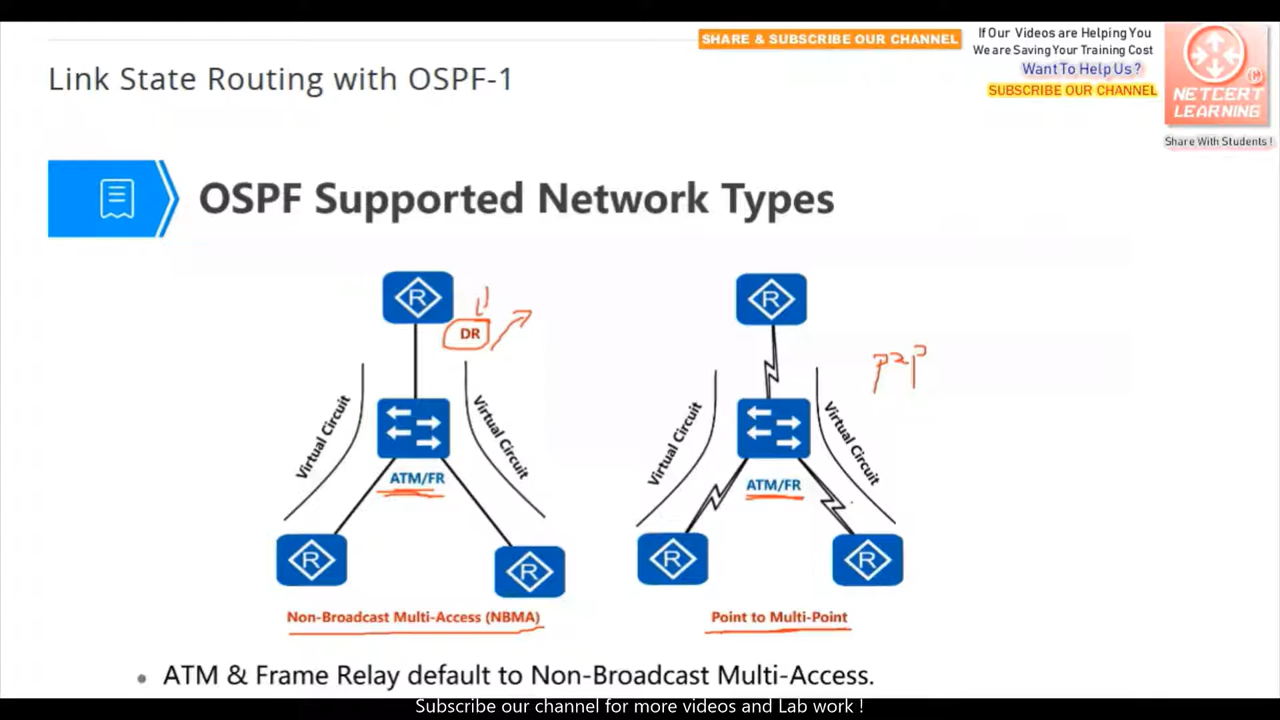 SHARE & SUBSCRIBE OUR CHANNEL
If Our Videos are Helping You
We are Saving Your Training Cost
Want To Help Us ?
SUBSCRIBE OUR CHANNEL
NETCERT
LEARNING
Share With Students !
Link State Routing with OSPF-1
OSPF Supported Network Types
R
DR
Virtual Circuit
Virtual Circuit
ATM/FR
R
R
Non-Broadcast Multi-Access (NBMA)
R
p2p
Virtual Circuit
Virtual Circuit
ATM/FR
R
R
Point to Multi-Point
• ATM & Frame Relay default to Non-Broadcast Multi-Access.
Subscribe our channel for more videos and Lab work !